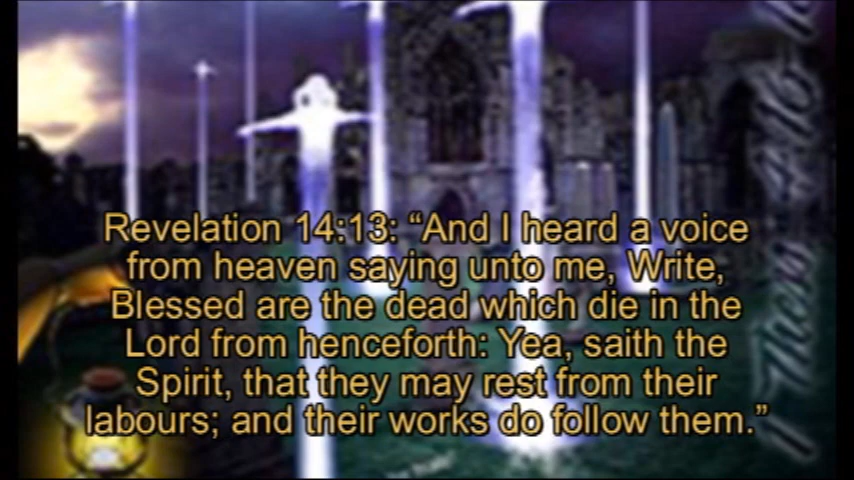 Revelation 14:13: “And I heard a voice
from heaven saying unto me, Write,
Blessed are the dead which die in the
Lord from henceforth: Yea, saith the
Spirit, that they may rest from their
labours; and their works do follow them.”